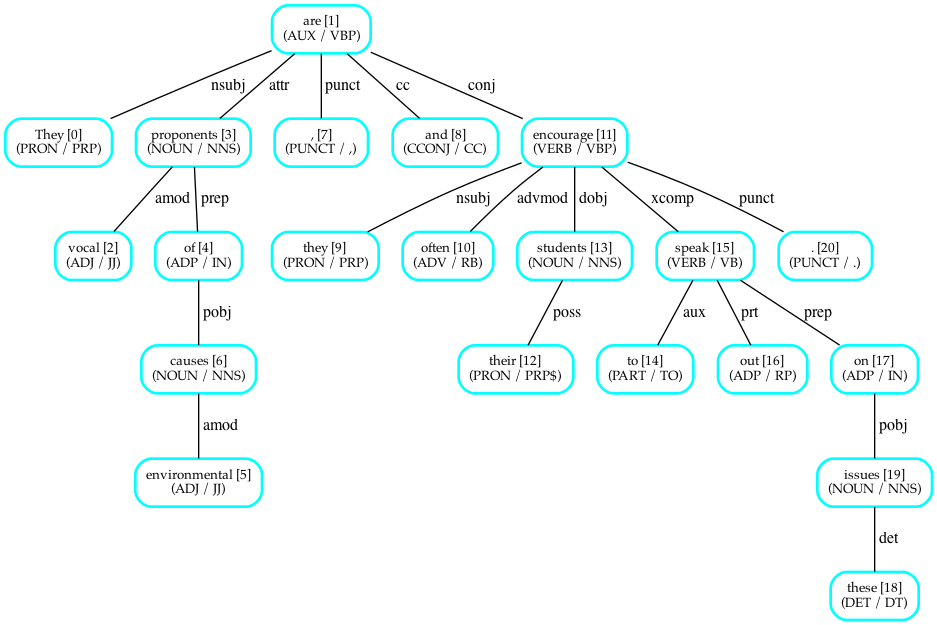 are [1]
(AUX / VBP)
nsubj
attr
punct
cc
conj
They [0]
(PRON / PRP)
proponents [3]
(NOUN / NNS)
, [7]
(PUNCT / ,)
and [8]
(CCONJ / CC)
encourage [11]
(VERB / VBP)
amod
prep
nsubj
advmod
dobj
xcomp
punct
vocal [2]
(ADJ / JJ)
of [4]
(ADP / IN)
they [9]
(PRON / PRP)
often [10]
(ADV / RB)
students [13]
(NOUN / NNS)
speak [15]
(VERB / VB)
. [20]
(PUNCT / .)
pobj
poss
aux
prt
prep
causes [6]
(NOUN / NNS)
their [12]
(PRON / PRP$)
to [14]
(PART / TO)
out [16]
(ADP / RP)
on [17]
(ADP / IN)
amod
pobj
environmental [5]
(ADJ / JJ)
issues [19]
(NOUN / NNS)
det
these [18]
(DET / DT)